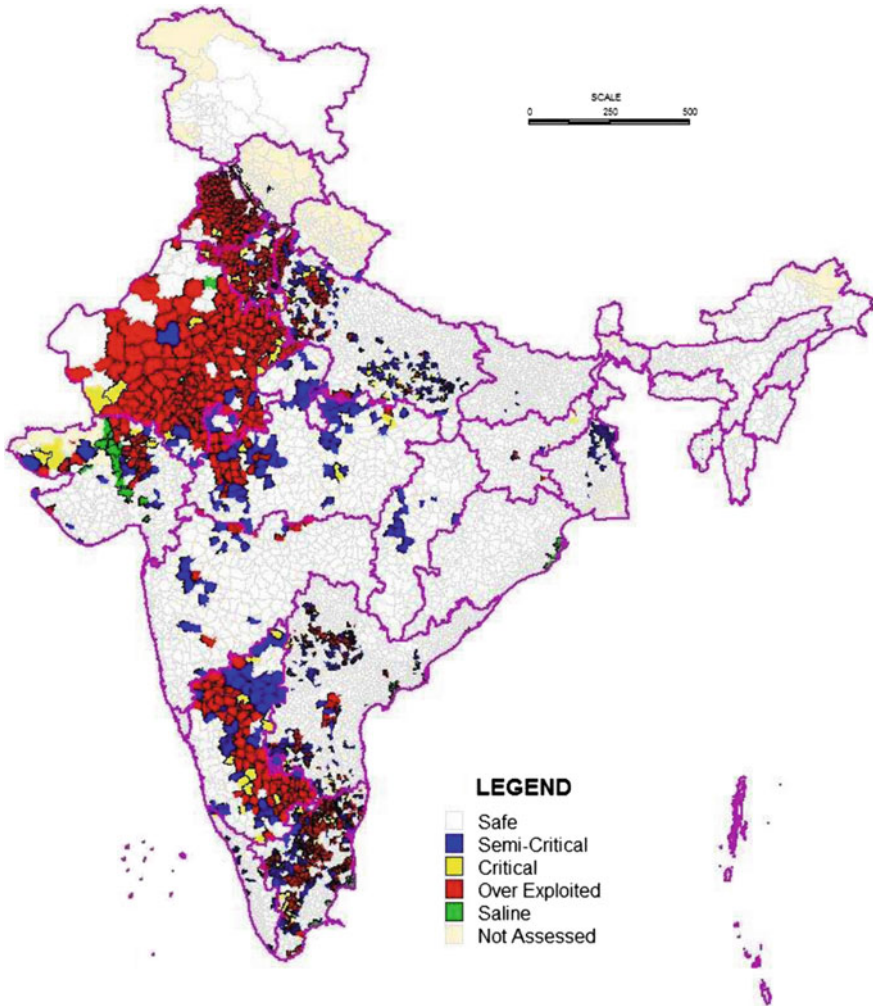 SCALE
0 250 500
LEGEND
Safe
Semi-Critical
Critical
Over Exploited
Saline
Not Assessed